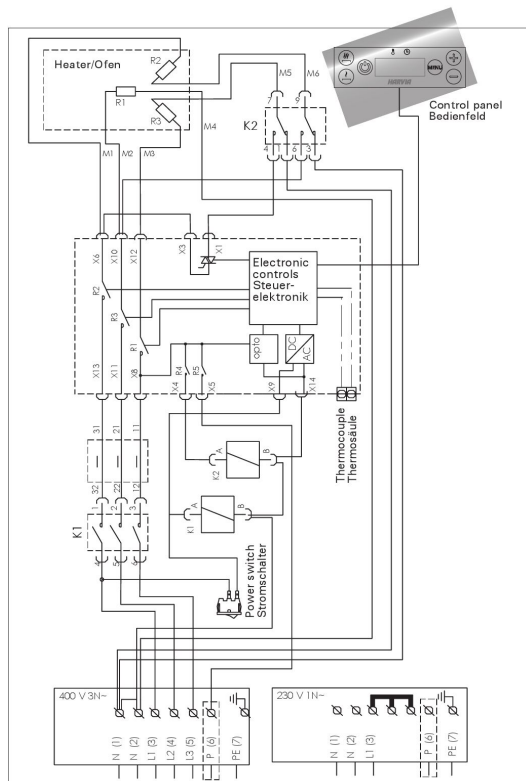 Heater/Ofen
R2
R1
R3
M5
M6
M4
M1
M2
M3
7
9
K2
4
1
6
3
MENU
HARVIA
Control panel
Bedienfeld
X6
X10
X12
X3
X1
R2
R3
R1
Electronic
controls
Steuer-
elektronik
opto
DC
AC
R4
R5
X13
X11
X8
X4
X5
X9
X14
Thermocouple
Thermosäule
31
21
11
32
22
12
A
B
K2
A
B
K1
1
2
3
K1
4
5
6
Power switch
Stromschalter
400 V 3N~
N (1)
N (2)
L1 (3)
L2 (4)
L3 (5)
P (6)
PE (7)
230 V 1N~
N (1)
N (2)
L1 (3)
P (6)
PE (7)